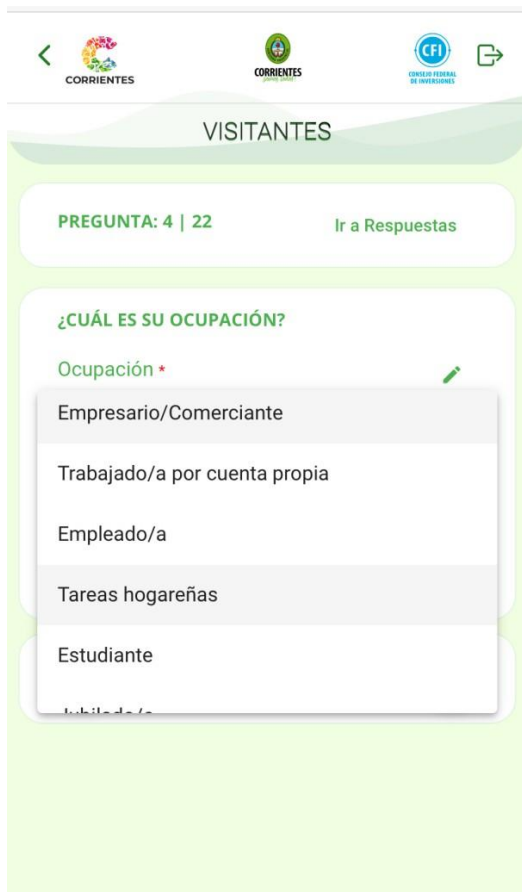 CORRIENTES
CORRIENTES
CFI
CONSEJO FEDERAL
DE INVERSIONES
VISITANTES
PREGUNTA: 4 | 22
Ir a Respuestas
¿CUÁL ES SU OCUPACIÓN?
Ocupación *
Empresario/Comerciante
Trabajado/a por cuenta propia
Empleado/a
Tareas hogareñas
Estudiante